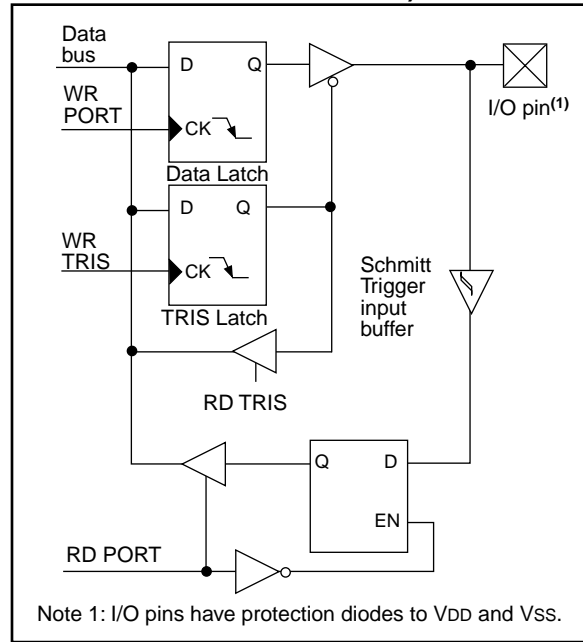 Data
bus
D
Q
WR
PORT
CK
I/O pin(1)
Data Latch
D
Q
WR
TRIS
CK
Schmitt
Trigger
input
buffer
TRIS Latch
RD TRIS
Q
D
EN
RD PORT
Note 1: I/O pins have protection diodes to VDD and VSS.